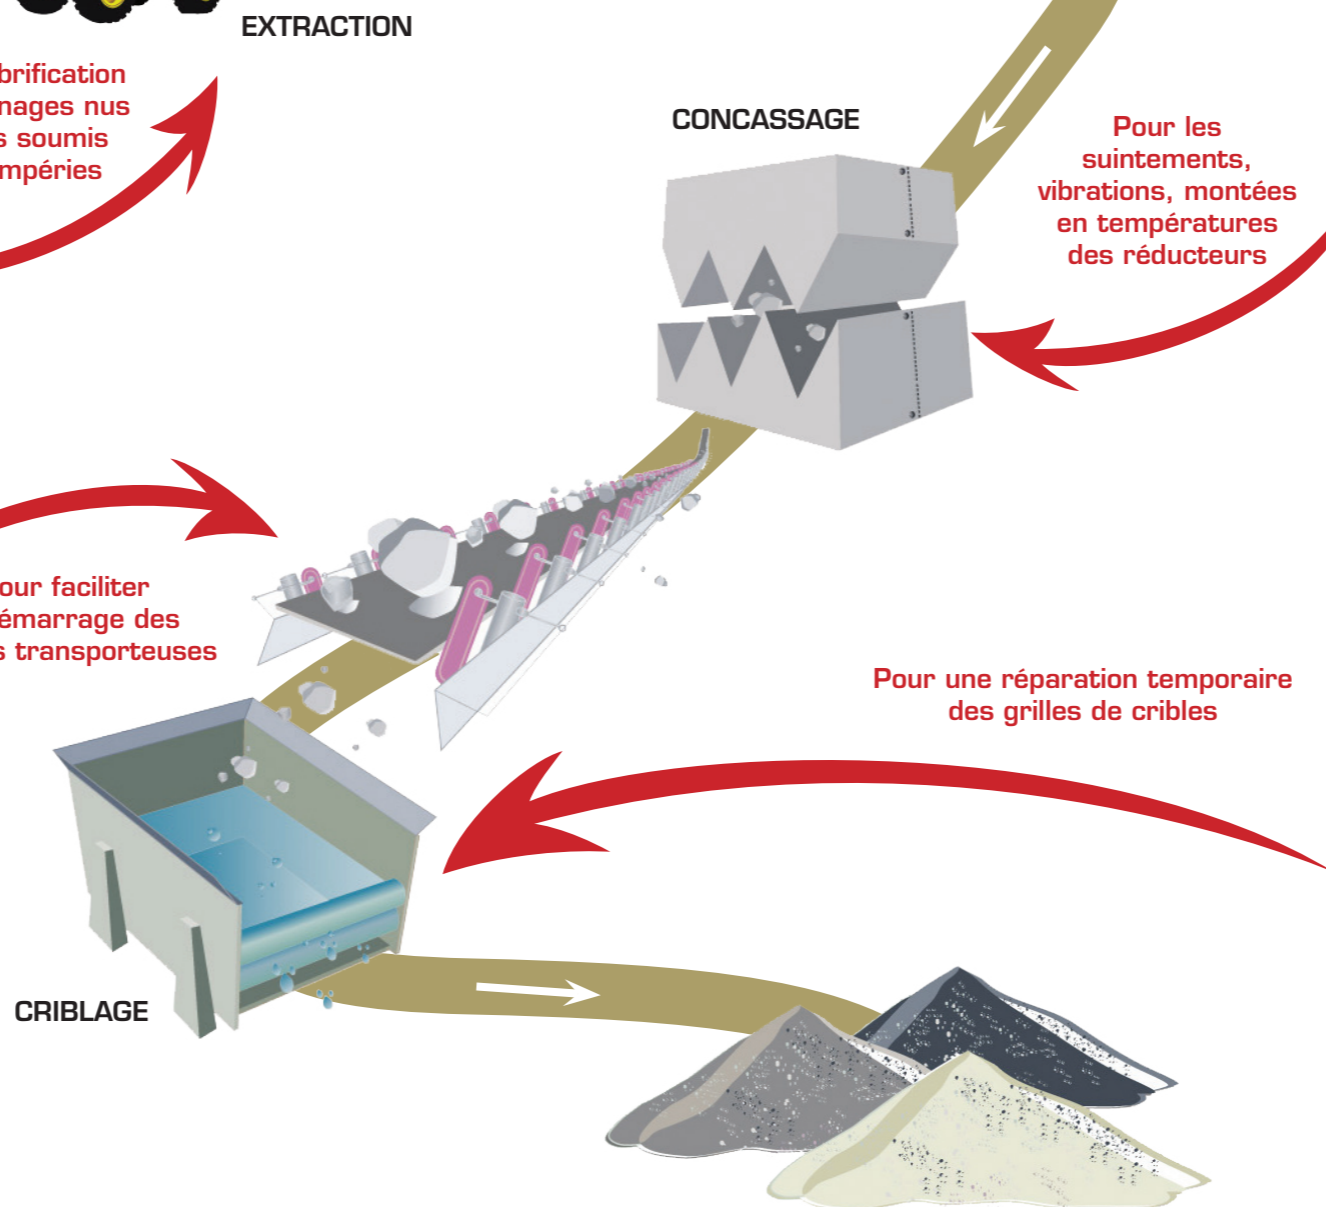 EXTRACTION
brification
nages nus
s soumis
mpéries
CONCASSAGE
Pour les
suintements,
vibrations, montées
en températures
des réducteurs
our faciliter
émarrage des
s transporteuses
Pour une réparation temporaire
des grilles de cribles
CRIBLAGE